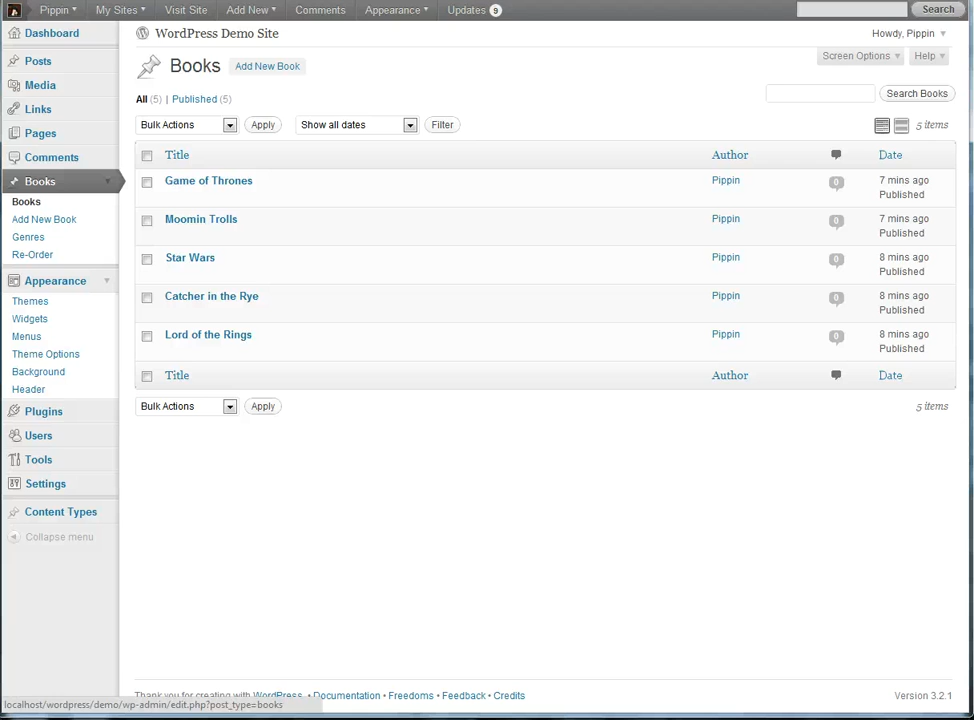 Pippin My Sites Visit Site Add New Comments Appearance Updates 9 Search
Dashboard
Posts
Media
Links
Pages
Comments
Books
Books
Add New Book
Genres
Re-Order
Appearance
Themes
Widgets
Menus
Theme Options
Background
Header
Plugins
Users
Tools
Settings
Content Types
Collapse menu
WordPress Demo Site
Howdy, Pippin
Books Add New Book
Screen Options Help
All (5) | Published (5)
Search Books
Bulk Actions Apply Show all dates Filter 5 items
Title Author Date
Game of Thrones Pippin 0 7 mins ago
Published
Moomin Trolls Pippin 0 7 mins ago
Published
Star Wars Pippin 0 8 mins ago
Published
Catcher in the Rye Pippin 0 8 mins ago
Published
Lord of the Rings Pippin 0 8 mins ago
Published
Title Author Date
Bulk Actions Apply 5 items
Thank you for creating with WordPress. • Documentation • Freedoms • Feedback • Credits Version 3.2.1
localhost/wordpress/demo/wp-admin/edit.php?post_type=books